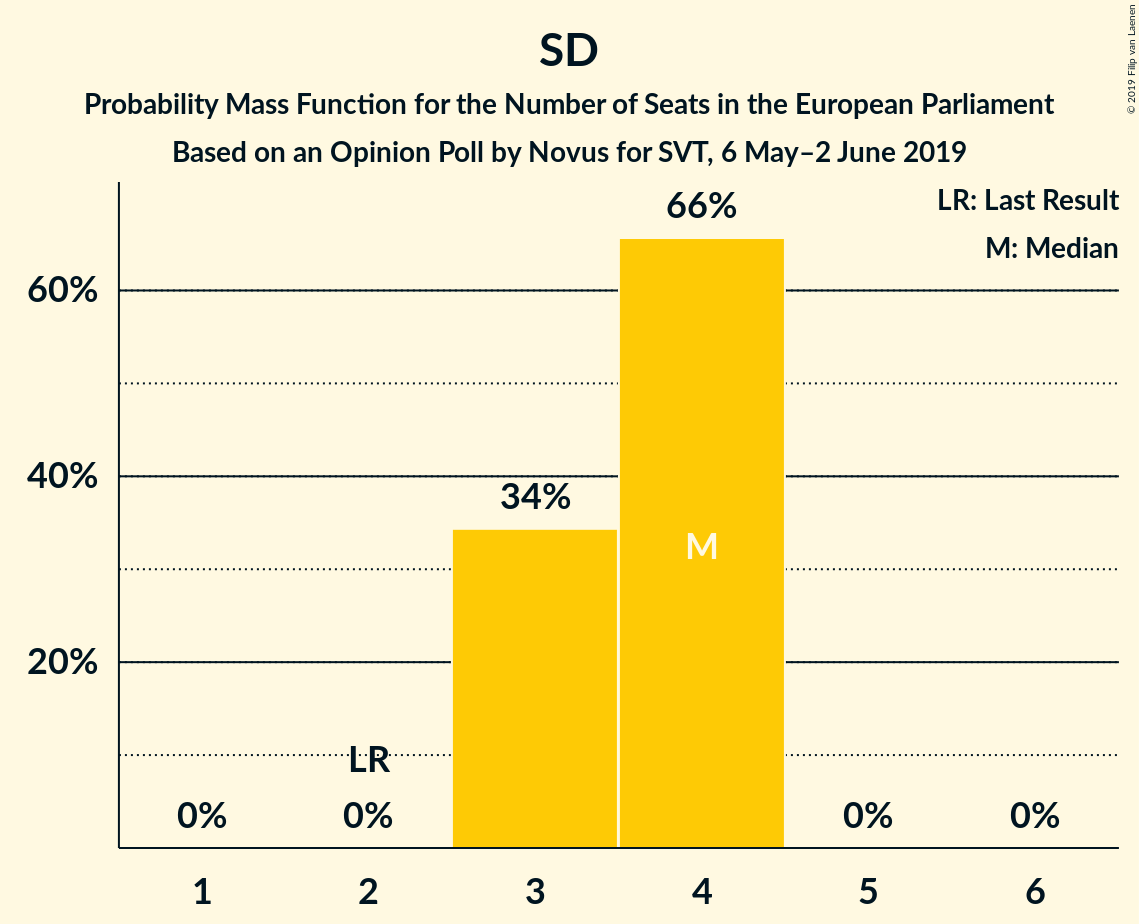 SD
Probability Mass Function for the Number of Seats in the European Parliament
Based on an Opinion Poll by Novus for SVT, 6 May–2 June 2019
© 2019 Filip van Laenen
LR: Last Result
M: Median
66%
60%
40%
34%
M
20%
LR
0%
0%
0%
0%
1
2
3
4
5
6